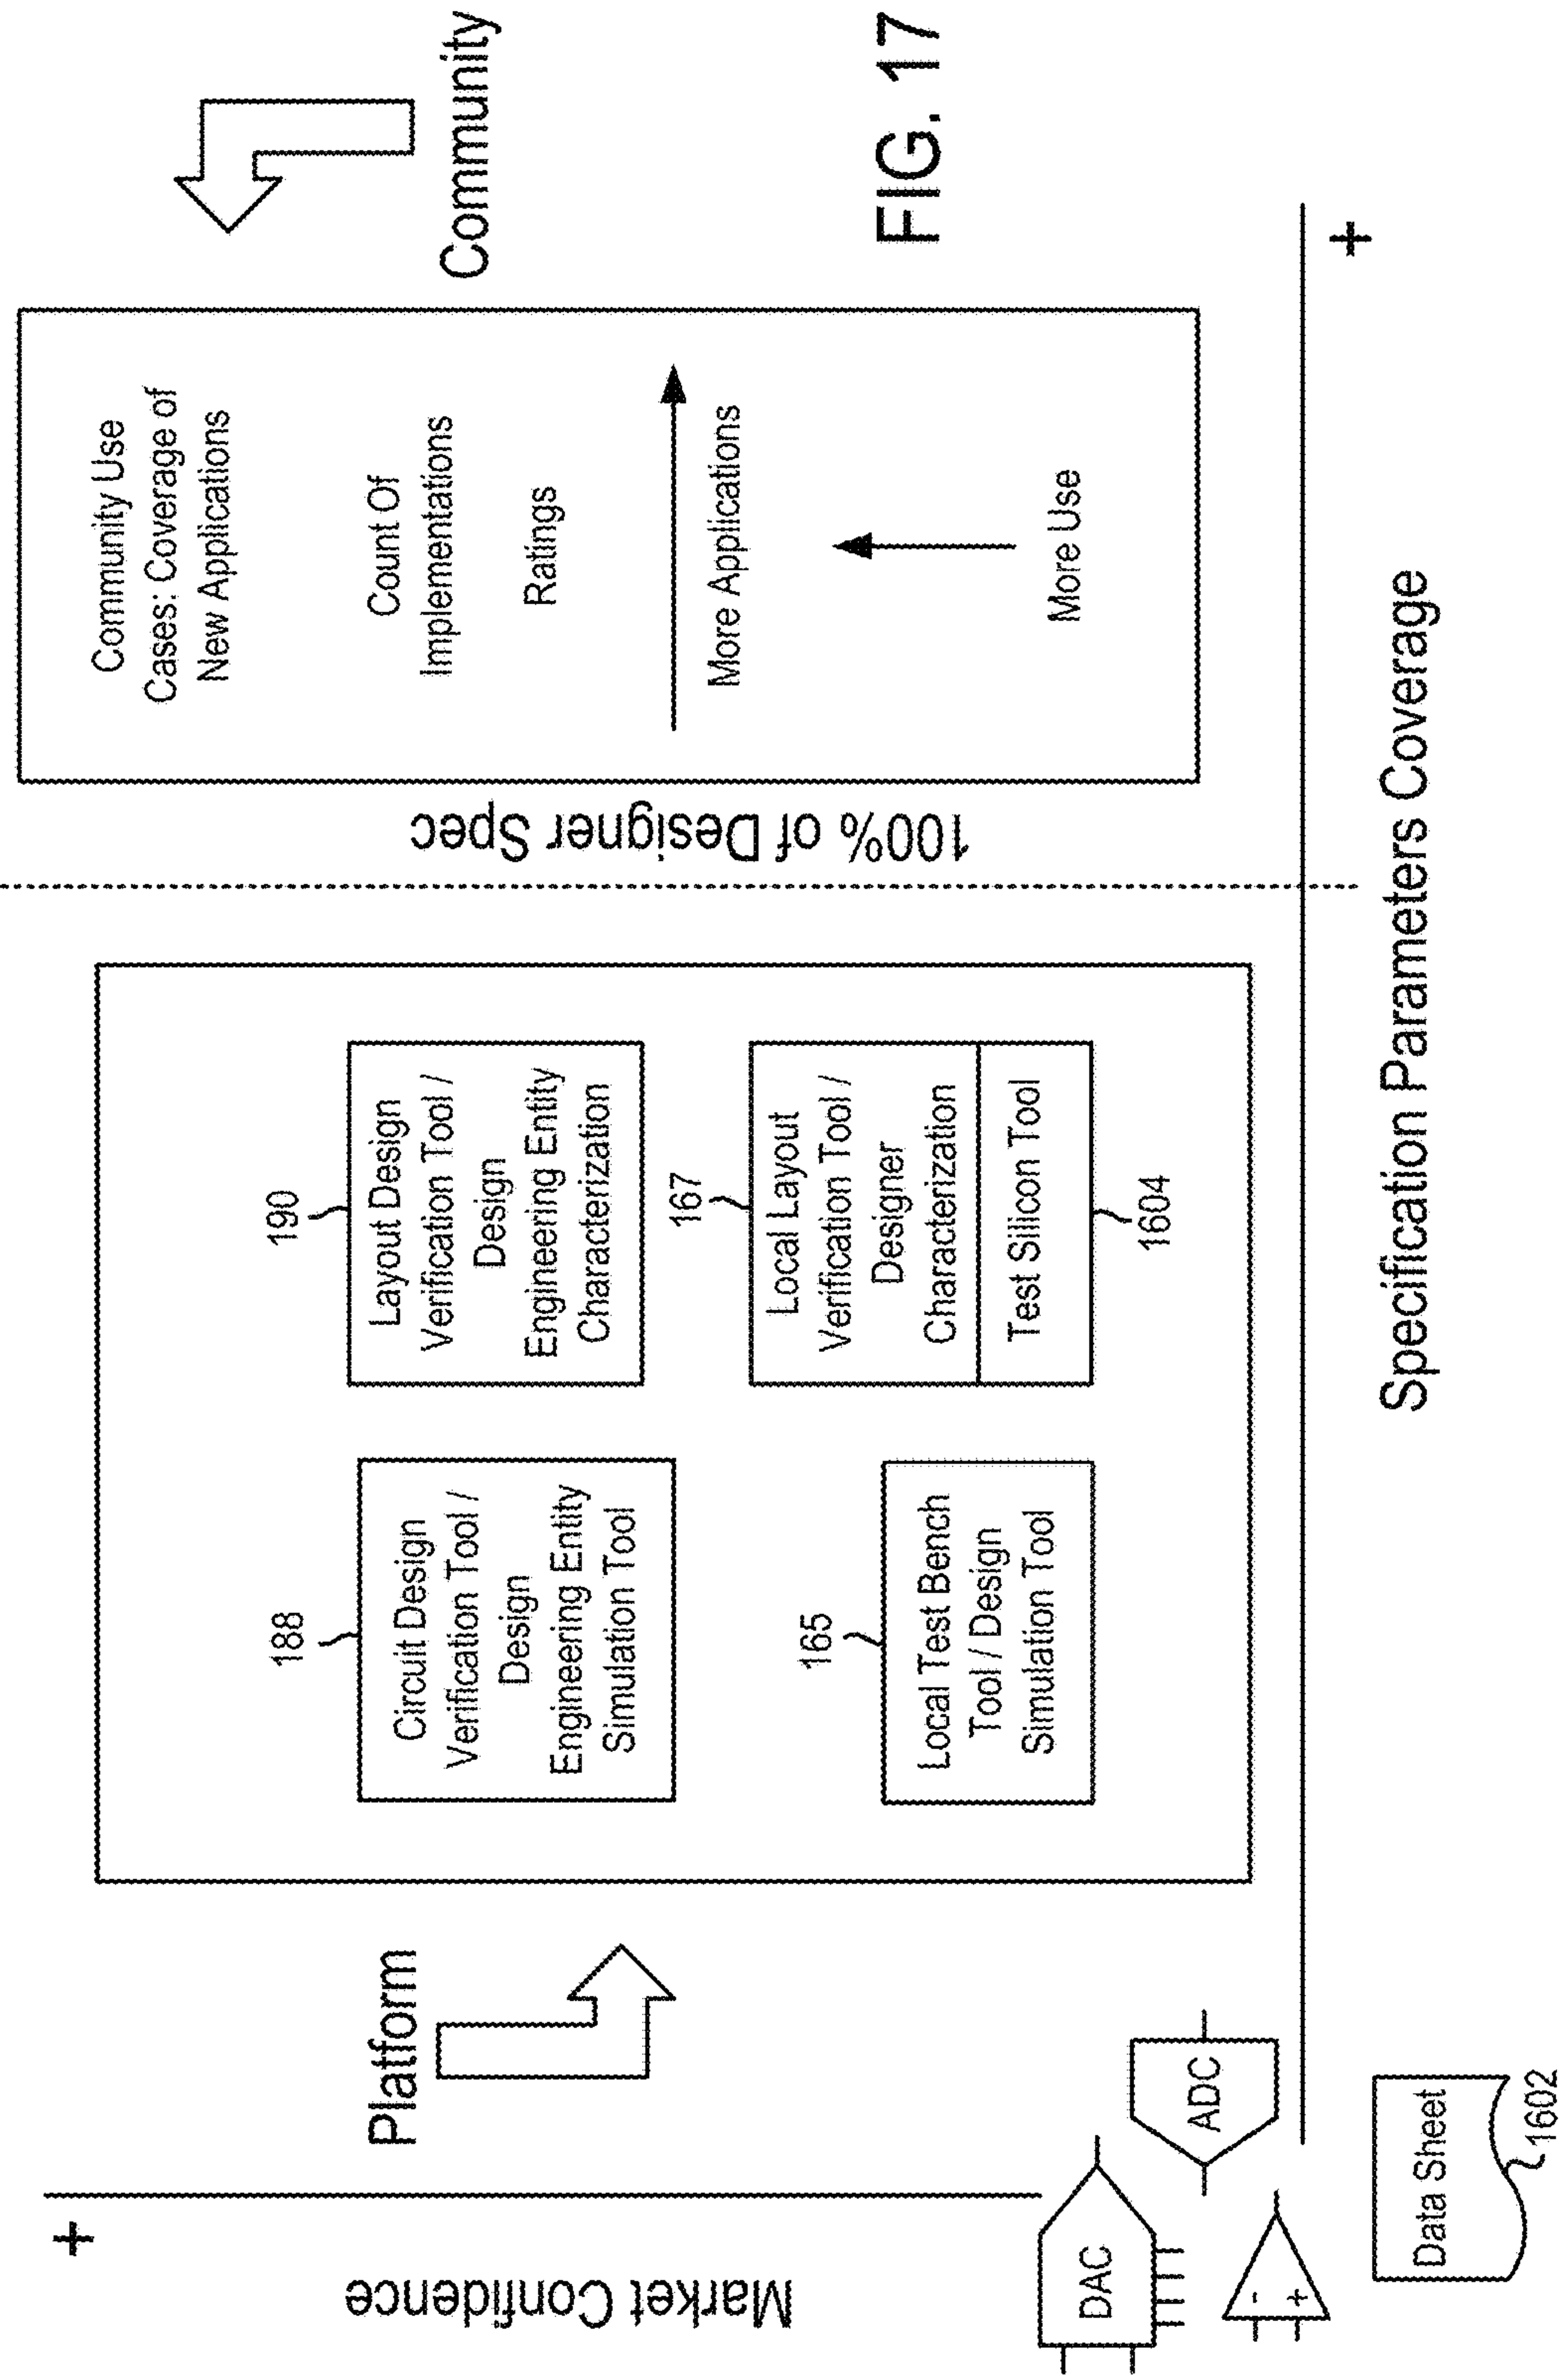 +
Market Confidence
Platform
188
Circuit Design
Verification Tool /
Design
Engineering Entity
Simulation Tool
190
Layout Design
Verification Tool /
Design
Engineering Entity
Characterization
165
Local Test Bench
Tool / Design
Simulation Tool
167
Local Layout
Verification Tool /
Designer
Characterization
Test Silicon Tool
1604
100% of Designer Spec
Community Use
Cases: Coverage of
New Applications
Count Of
Implementations
Ratings
More Applications
More Use
Community
DAC
ADC
-
+
Data Sheet
1602
Specification Parameters Coverage
+
FIG. 17